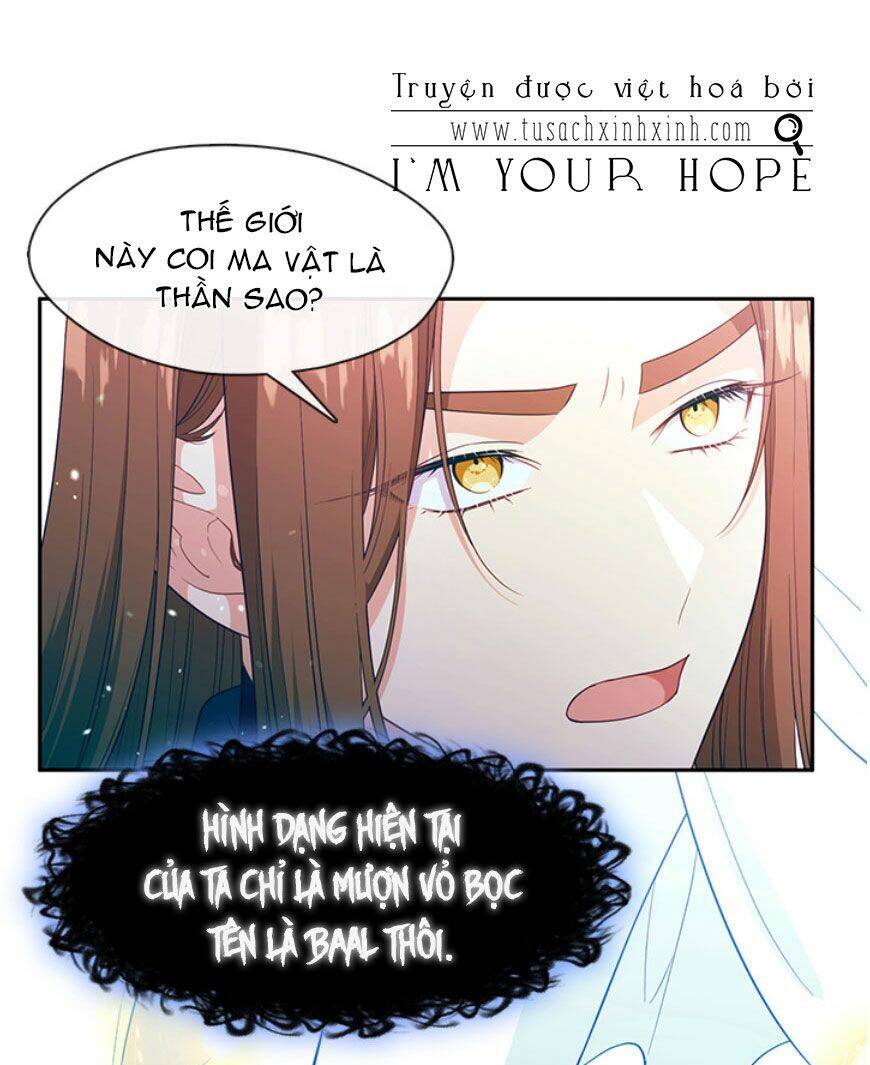 Truyện được việt hoá bởi
www.tusachxinhxinh.com
I'M YOUR HOPE
THẾ GIỚI
NÀY COI MA VẬT LÀ
THẦN SAO?
HÌNH DẠNG HIỆN TẠI
CỦA TA CHỈ LÀ MƯỢN VỎ BỌC
TÊN LÀ BAAL THÔI.